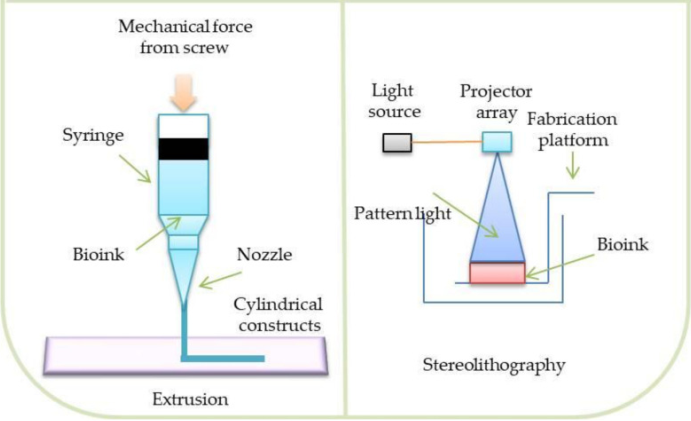 Mechanical force
from screw
Syringe
Bioink
Nozzle
Cylindrical
constructs
Extrusion
Light
source
Projector
array
Fabrication
platform
Pattern light
Bioink
Stereolithography